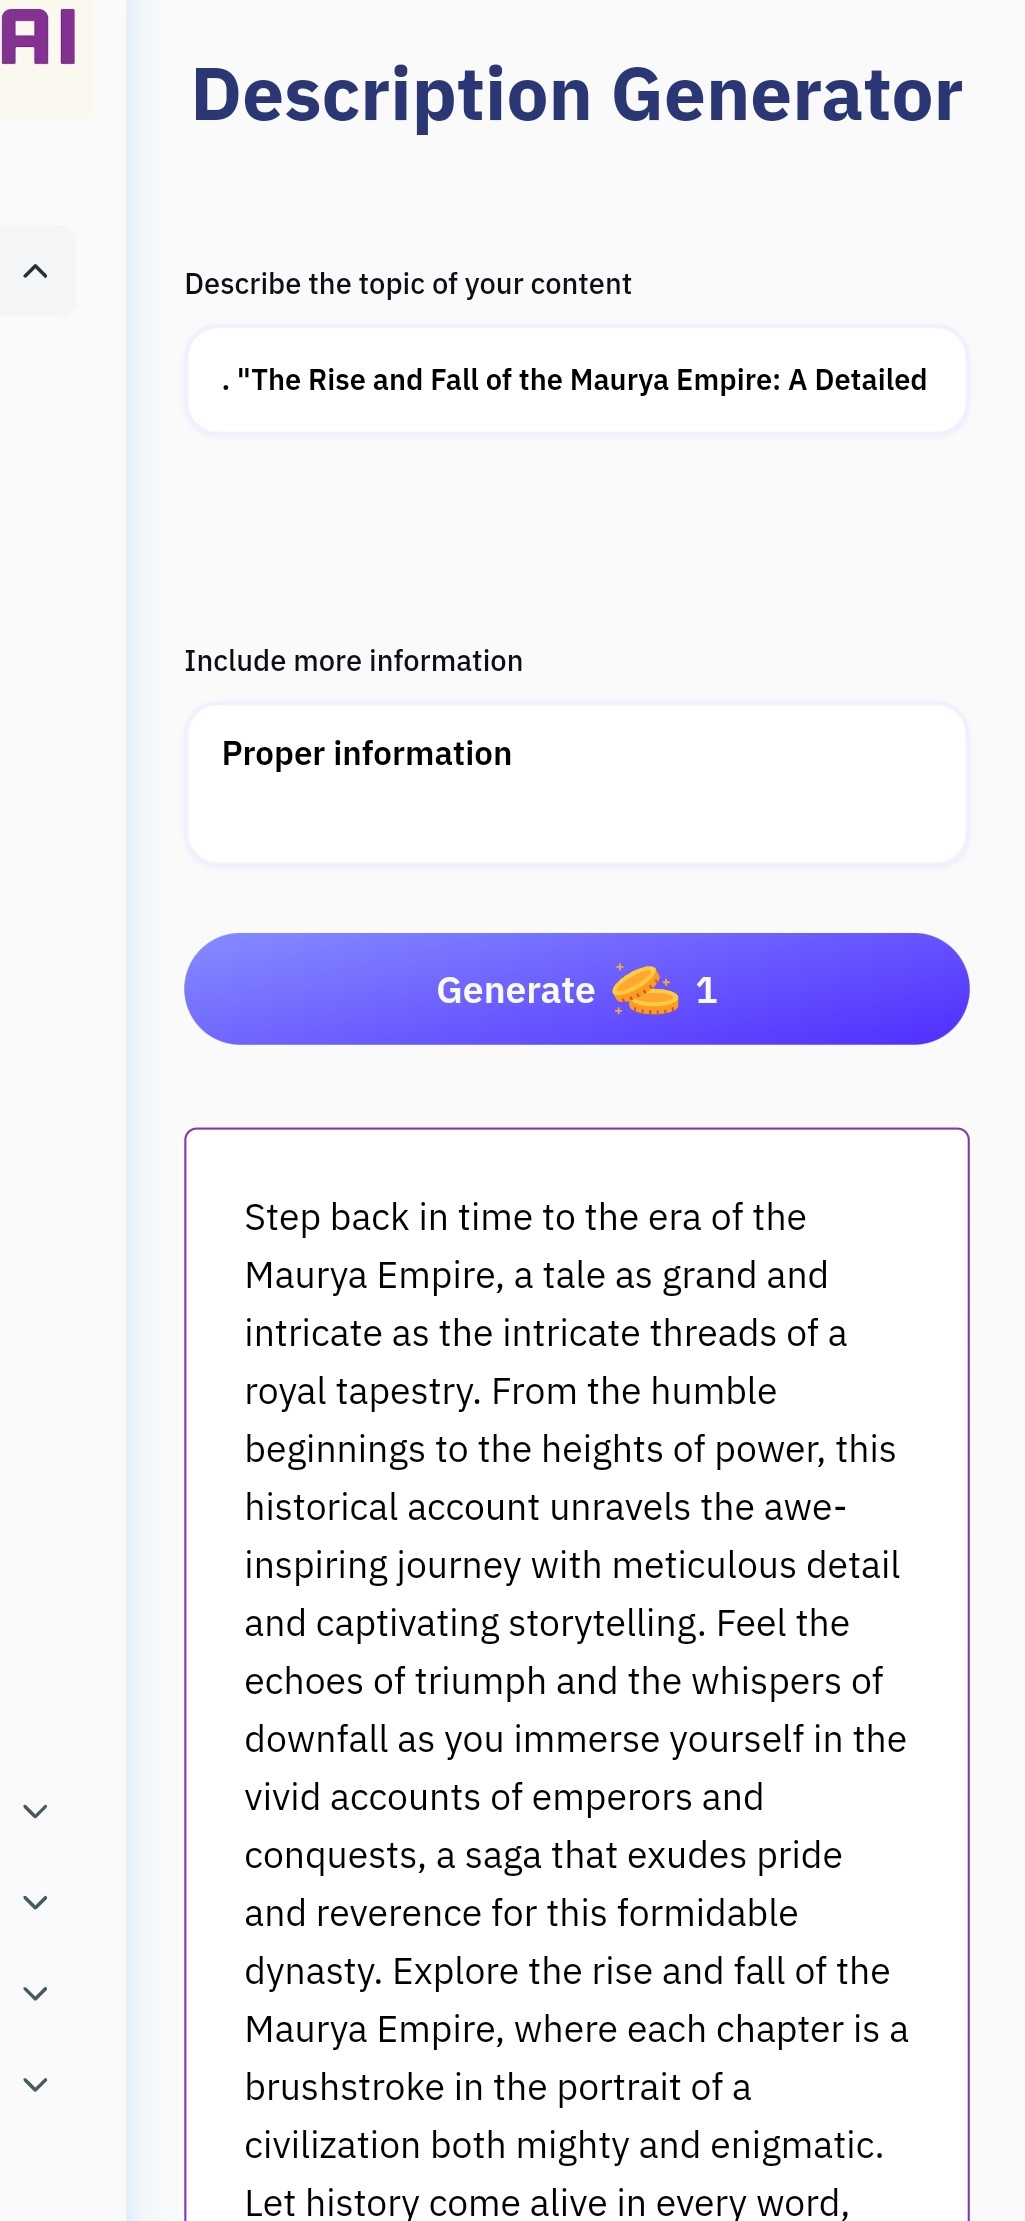 AI
Description Generator
Describe the topic of your content
. "The Rise and Fall of the Maurya Empire: A Detailed
Include more information
Proper information
Generate 1
Step back in time to the era of the
Maurya Empire, a tale as grand and
intricate as the intricate threads of a
royal tapestry. From the humble
beginnings to the heights of power, this
historical account unravels the awe-
inspiring journey with meticulous detail
and captivating storytelling. Feel the
echoes of triumph and the whispers of
downfall as you immerse yourself in the
vivid accounts of emperors and
conquests, a saga that exudes pride
and reverence for this formidable
dynasty. Explore the rise and fall of the
Maurya Empire, where each chapter is a
brushstroke in the portrait of a
civilization both mighty and enigmatic.
Let history come alive in every word,